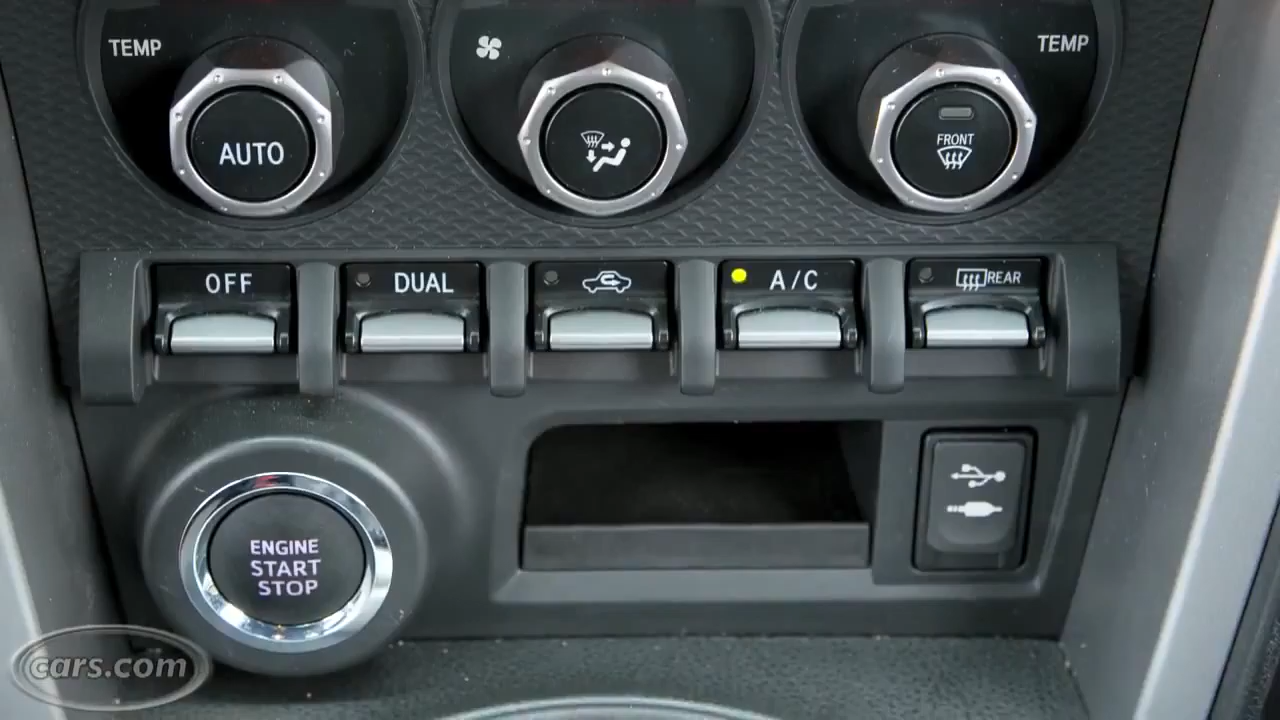 TEMP
TEMP
AUTO
FRONT
OFF
DUAL
A/C
REAR
ENGINE
START
STOP
cars.com